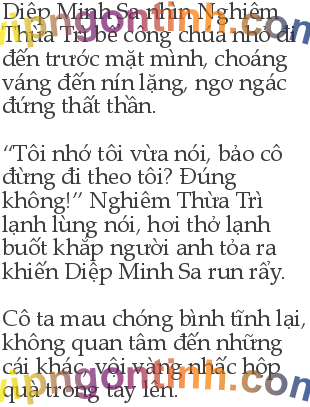 Diệp Minh Sa nhìn Nghiêm
Thừa Trì bế công chúa nhỏ đi
đến trước mặt mình, choáng
váng đến nín lặng, ngơ ngác
đứng thất thần.
“Tôi nhớ tôi vừa nói, bảo cô
đừng đi theo tôi? Đúng
không!” Nghiêm Thừa Trì
lạnh lùng nói, hơi thở lạnh
buốt khắp người anh tỏa ra
khiến Diệp Minh Sa run rẩy.
Cô ta mau chóng bình tĩnh lại,
không quan tâm đến những
cái khác, vội vàng nhấc hộp
quà trong tay lên.
vipngontinh.com
vipngontinh.com